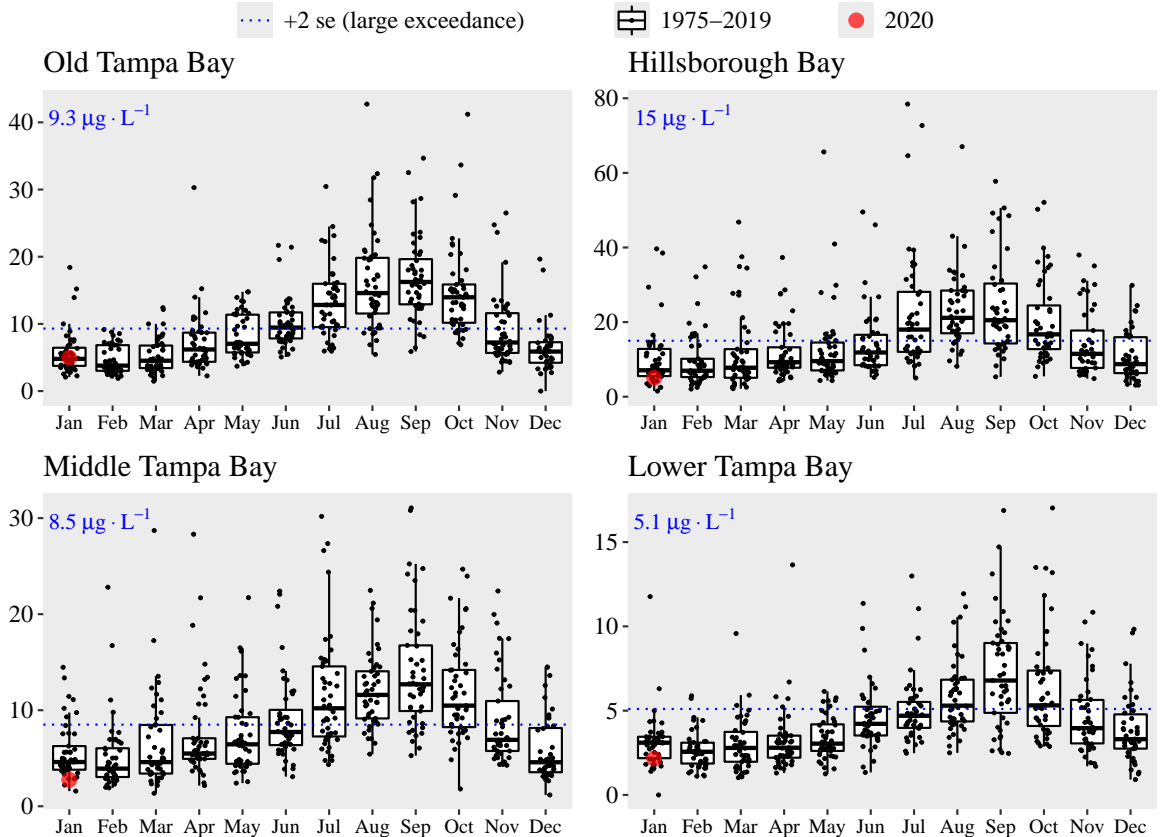 +2 se (large exceedance) 1975−2019 2020
Old Tampa Bay
9.3 μg · L⁻¹
40
30
20
10
0
Jan Feb Mar Apr May Jun Jul Aug Sep Oct Nov Dec
Hillsborough Bay
15 μg · L⁻¹
80
60
40
20
0
Jan Feb Mar Apr May Jun Jul Aug Sep Oct Nov Dec
Middle Tampa Bay
8.5 μg · L⁻¹
30
20
10
0
Jan Feb Mar Apr May Jun Jul Aug Sep Oct Nov Dec
Lower Tampa Bay
5.1 μg · L⁻¹
15
10
5
0
Jan Feb Mar Apr May Jun Jul Aug Sep Oct Nov Dec